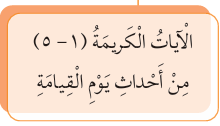 الْآيَاتُ الْكَرِيمَةُ (١ - ٥)
مِنْ أَحْدَاثِ يَوْمِ الْقِيَامَةِ